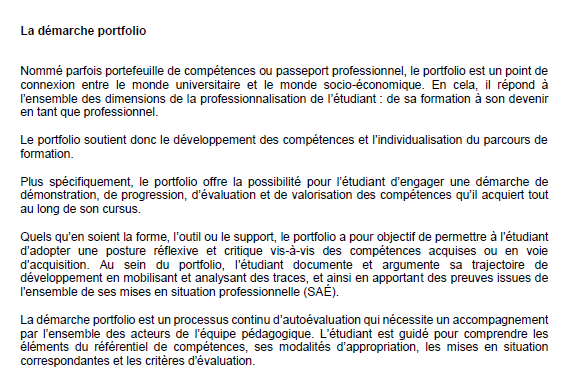 La démarche portfolio
Nommé parfois portefeuille de compétences ou passeport professionnel, le portfolio est un point de
connexion entre le monde universitaire et le monde socio-économique. En cela, il répond à
l'ensemble des dimensions de la professionnalisation de l'étudiant : de sa formation à son devenir
en tant que professionnel.
Le portfolio soutient donc le développement des compétences et l'individualisation du parcours de
formation.
Plus spécifiquement, le portfolio offre la possibilité pour l'étudiant d'engager une démarche de
démonstration, de progression, d'évaluation et de valorisation des compétences qu'il acquiert tout
au long de son cursus.
Quels qu'en soient la forme, l'outil ou le support, le portfolio a pour objectif de permettre à l'étudiant
d'adopter une posture réflexive et critique vis-à-vis des compétences acquises ou en voie
d'acquisition. Au sein du portfolio, l'étudiant documente et argumente sa trajectoire de
développement en mobilisant et analysant des traces, et ainsi en apportant des preuves issues de
l'ensemble de ses mises en situation professionnelle (SAÉ).
La démarche portfolio est un processus continu d'autoévaluation qui nécessite un accompagnement
par l'ensemble des acteurs de l'équipe pédagogique. L'étudiant est guidé pour comprendre les
éléments du référentiel de compétences, ses modalités d'appropriation, les mises en situation
correspondantes et les critères d'évaluation.